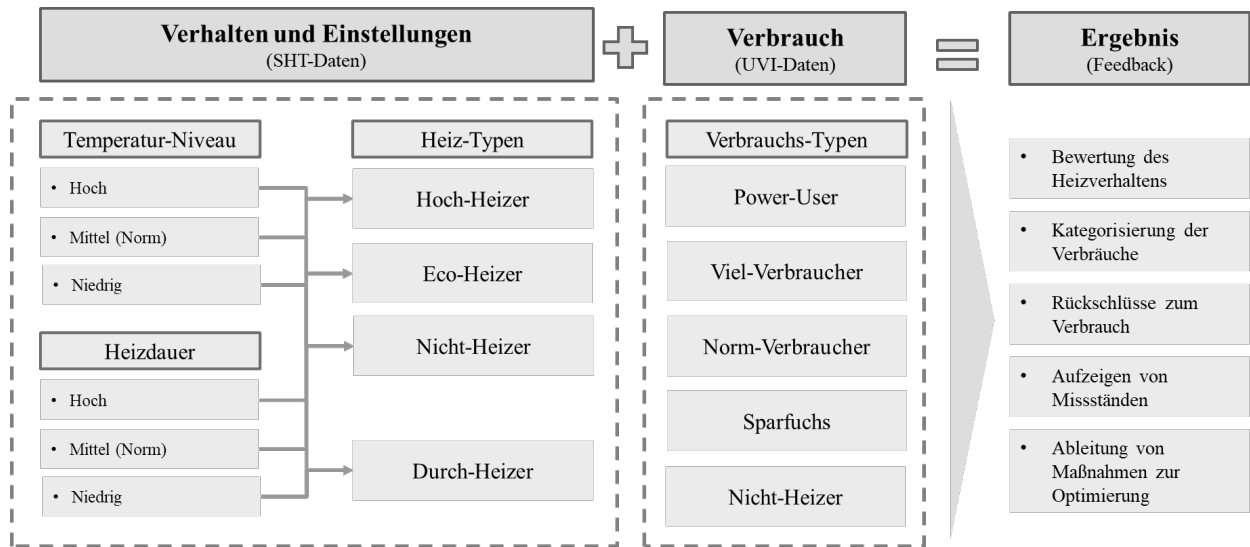 Verhalten und Einstellungen
(SHT-Daten)
Verbrauch
(UVI-Daten)
Ergebnis
(Feedback)
Temperatur-Niveau
• Hoch
• Mittel (Norm)
• Niedrig
Heizdauer
• Hoch
• Mittel (Norm)
• Niedrig
Heiz-Typen
Hoch-Heizer
Eco-Heizer
Nicht-Heizer
Durch-Heizer
Verbrauchs-Typen
Power-User
Viel-Verbraucher
Norm-Verbraucher
Sparfuchs
Nicht-Heizer
• Bewertung des
Heizverhaltens
• Kategorisierung der
Verbräuche
• Rückschlüsse zum
Verbrauch
• Aufzeigen von
Missständen
• Ableitung von
Maßnahmen zur
Optimierung